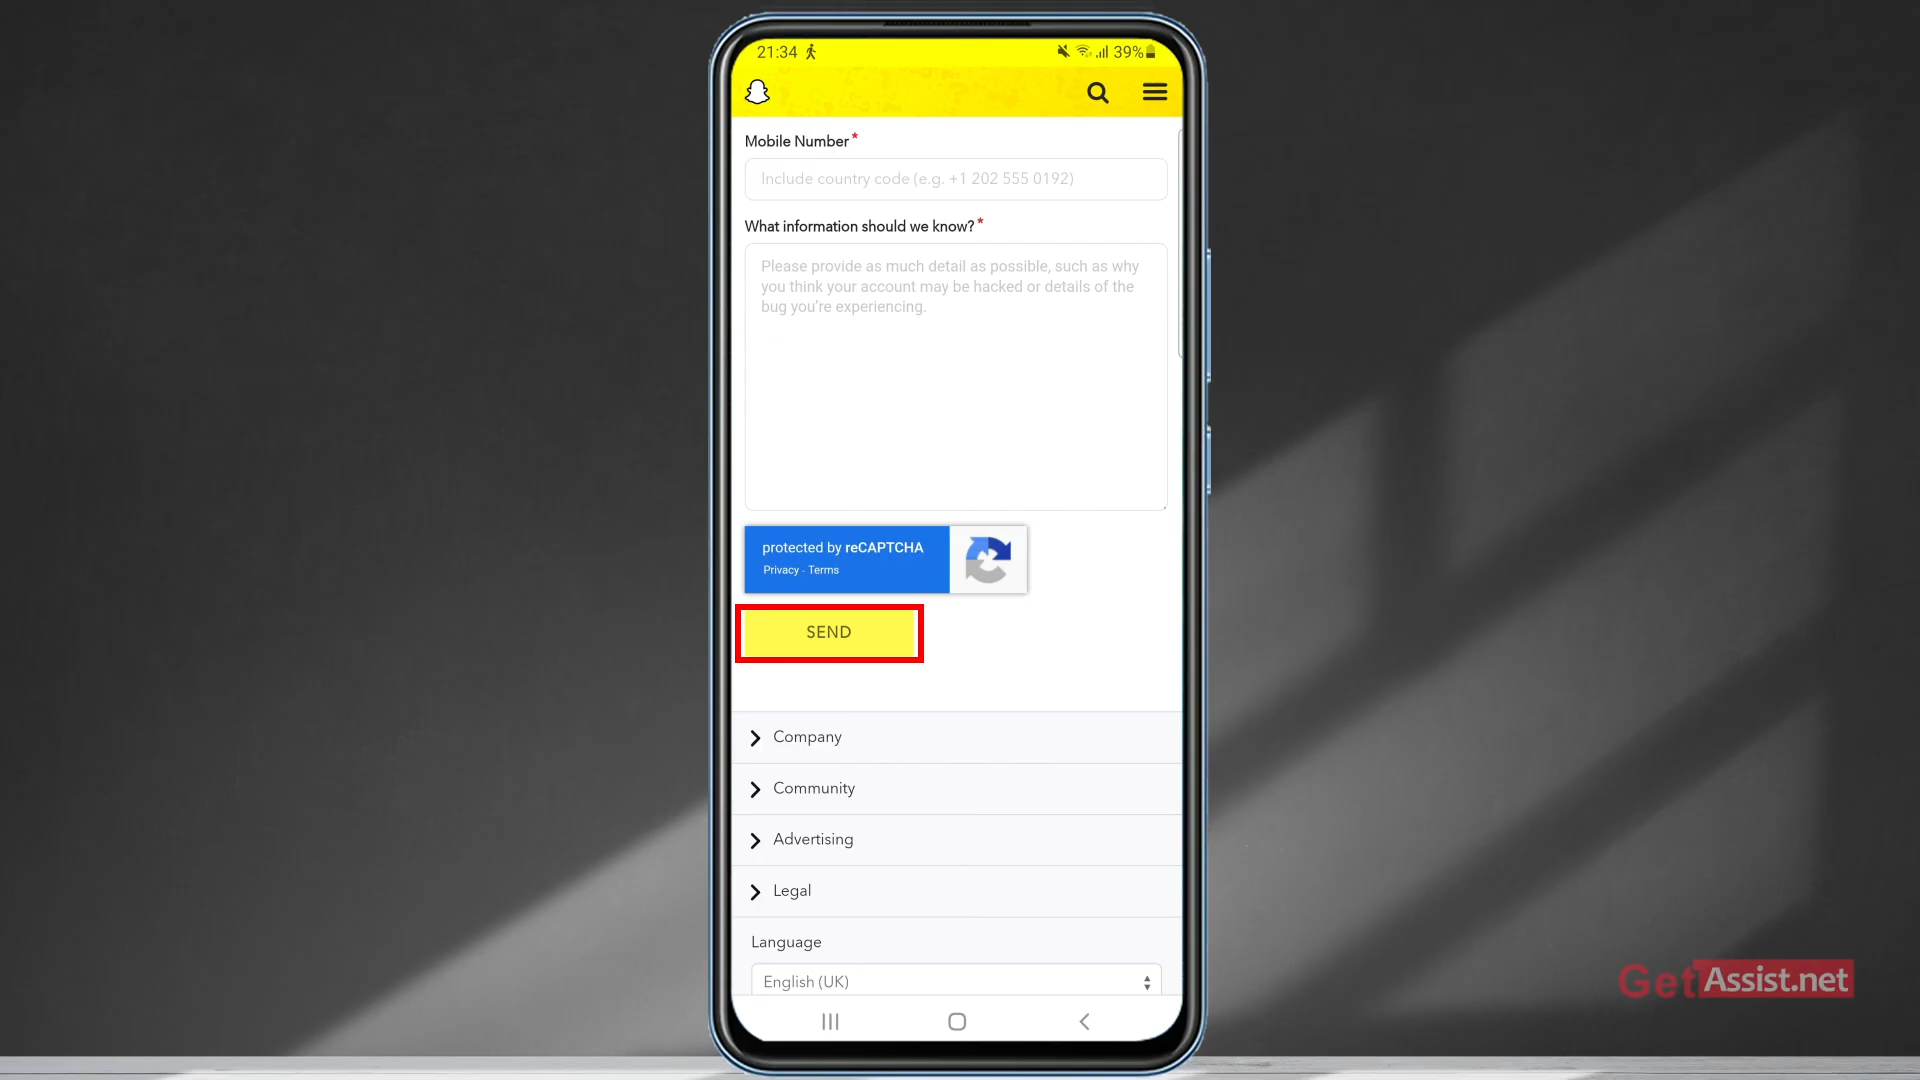 21:34
39%
Mobile Number *
Include country code (e.g. +1 202 555 0192)
What information should we know? *
Please provide as much detail as possible, such as why
you think your account may be hacked or details of the
bug you're experiencing.
protected by reCAPTCHA
Privacy - Terms
SEND
Company
Community
Advertising
Legal
Language
English (UK)
GetAssist.net